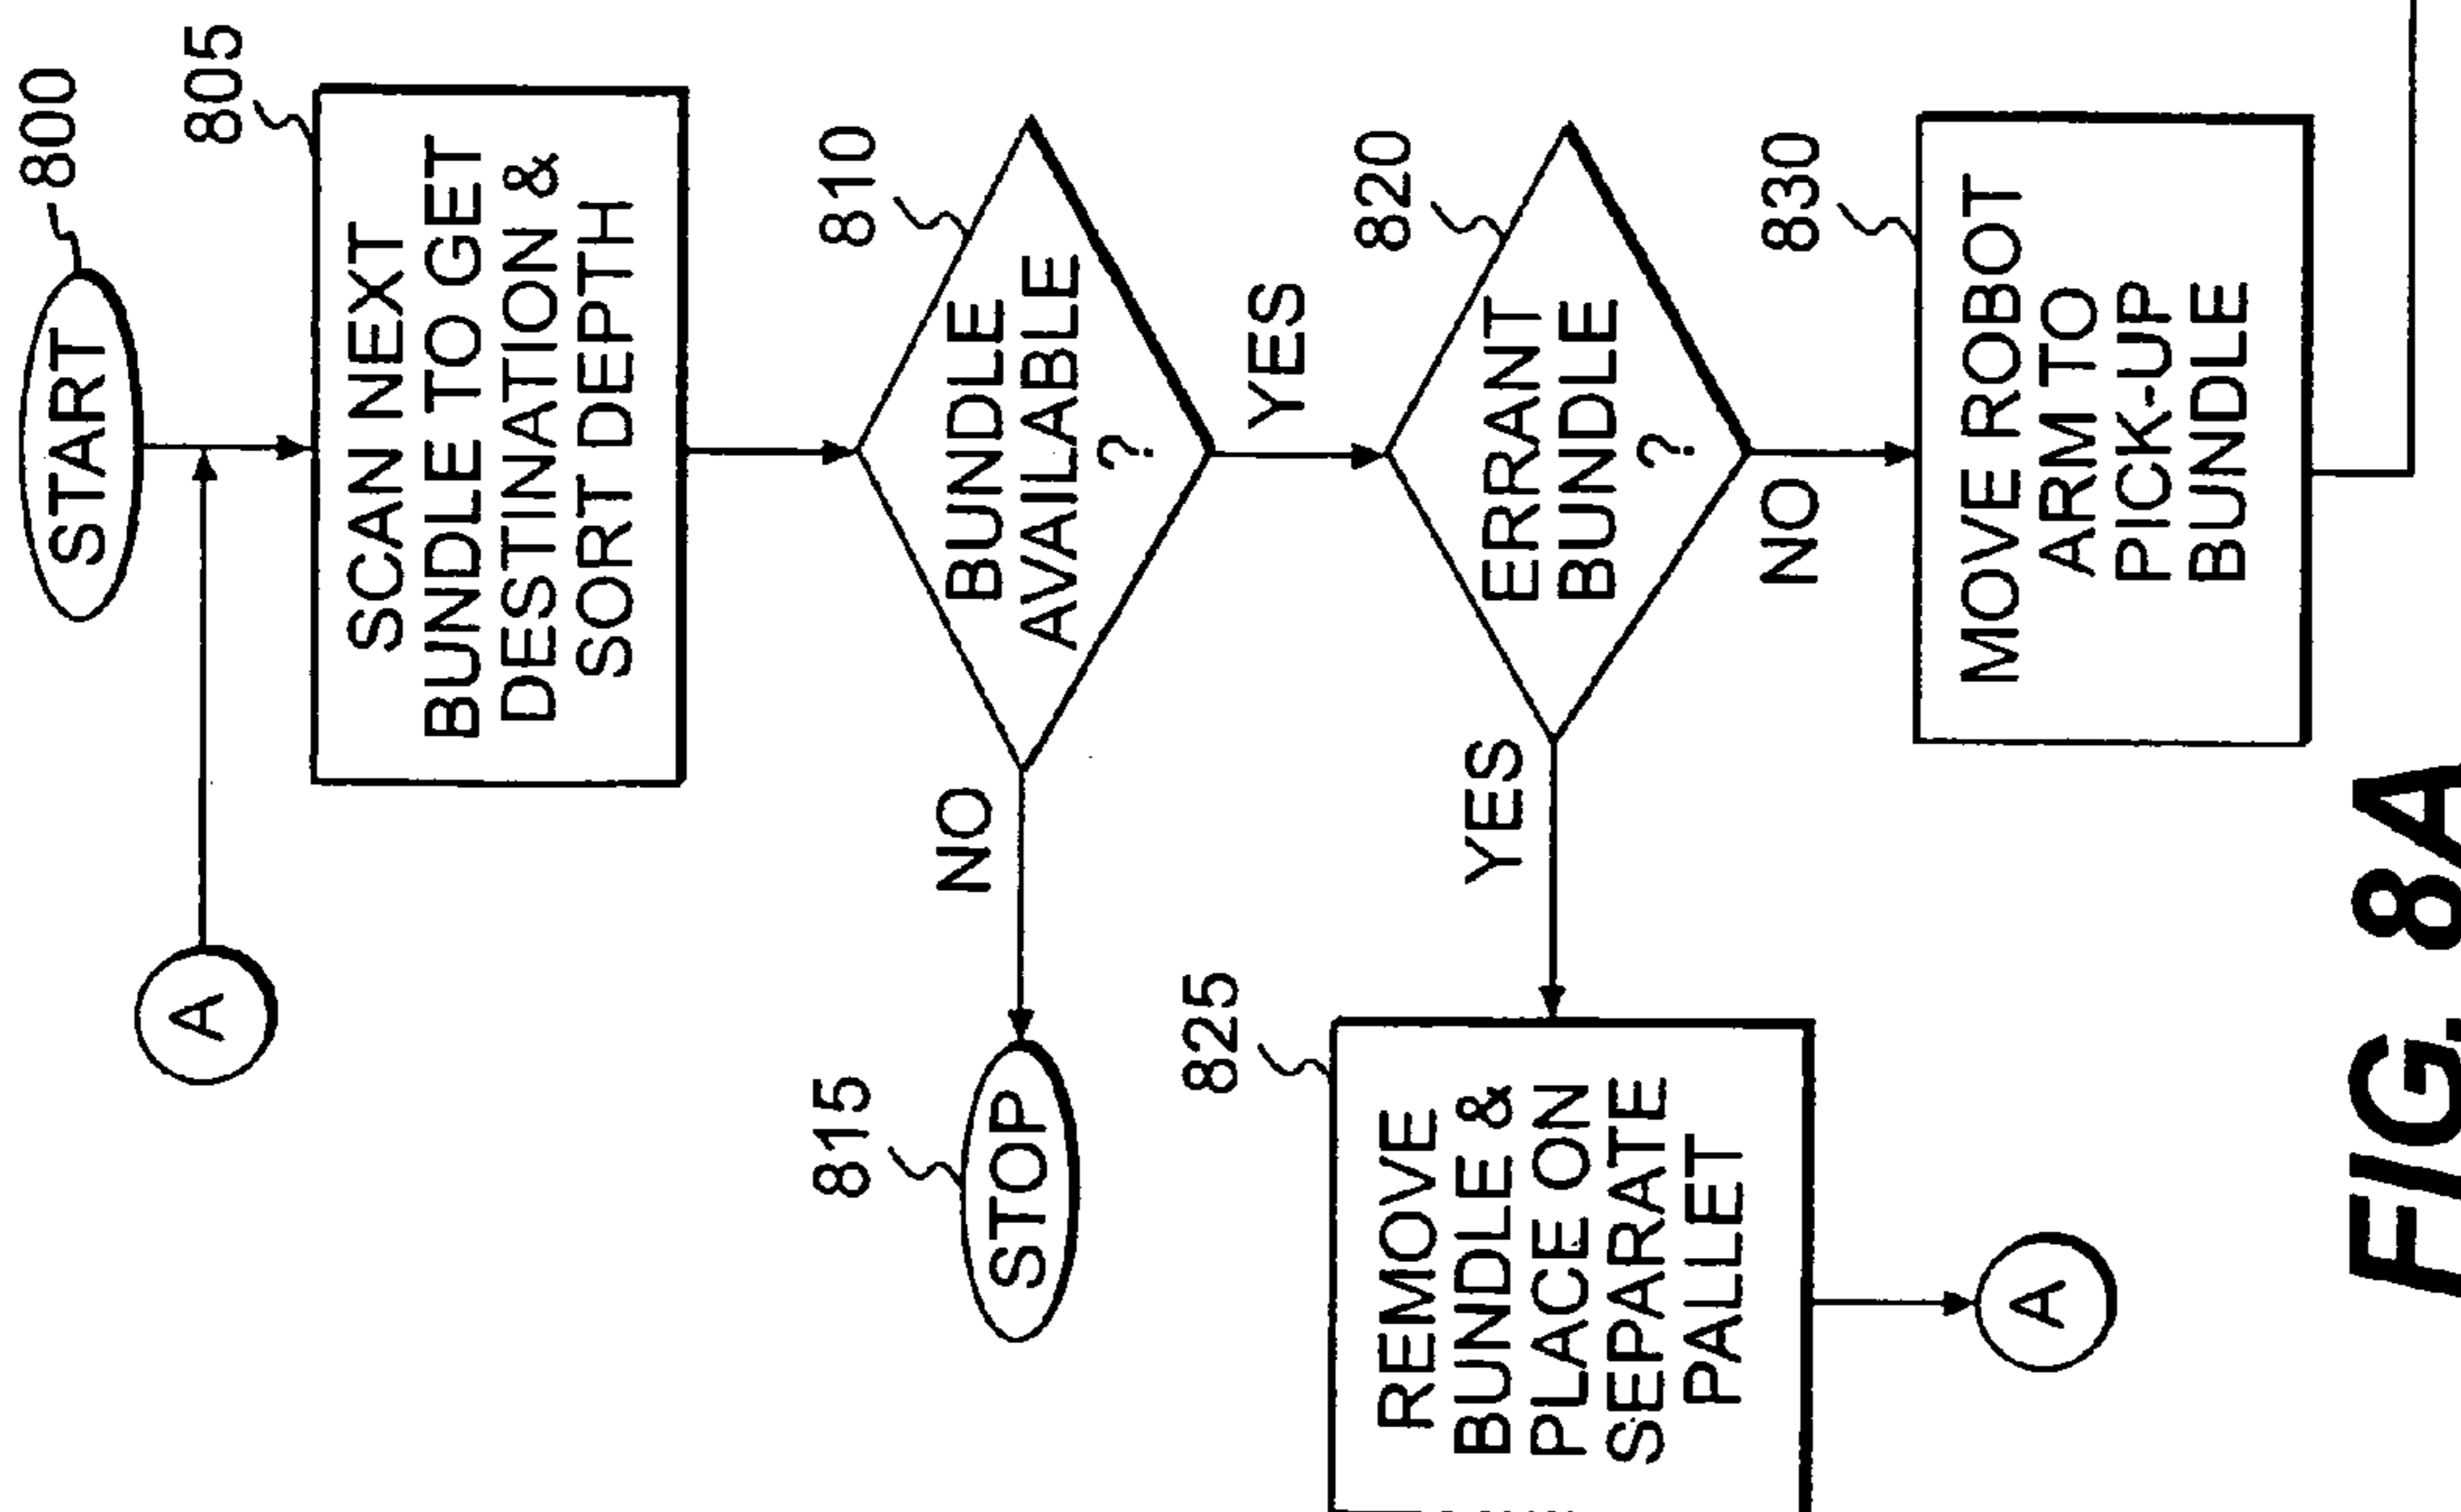 START
800
A
805
SCAN NEXT
BUNDLE TO GET
DESTINATION &
SORT DEPTH
810
BUNDLE
AVAILABLE
?
NO
YES
815
STOP
820
ERRANT
BUNDLE
?
YES
NO
825
REMOVE
BUNDLE &
PLACE ON
SEPARATE
PALLET
A
830
MOVE ROBOT
ARM TO
PICK-UP
BUNDLE
FIG. 8A